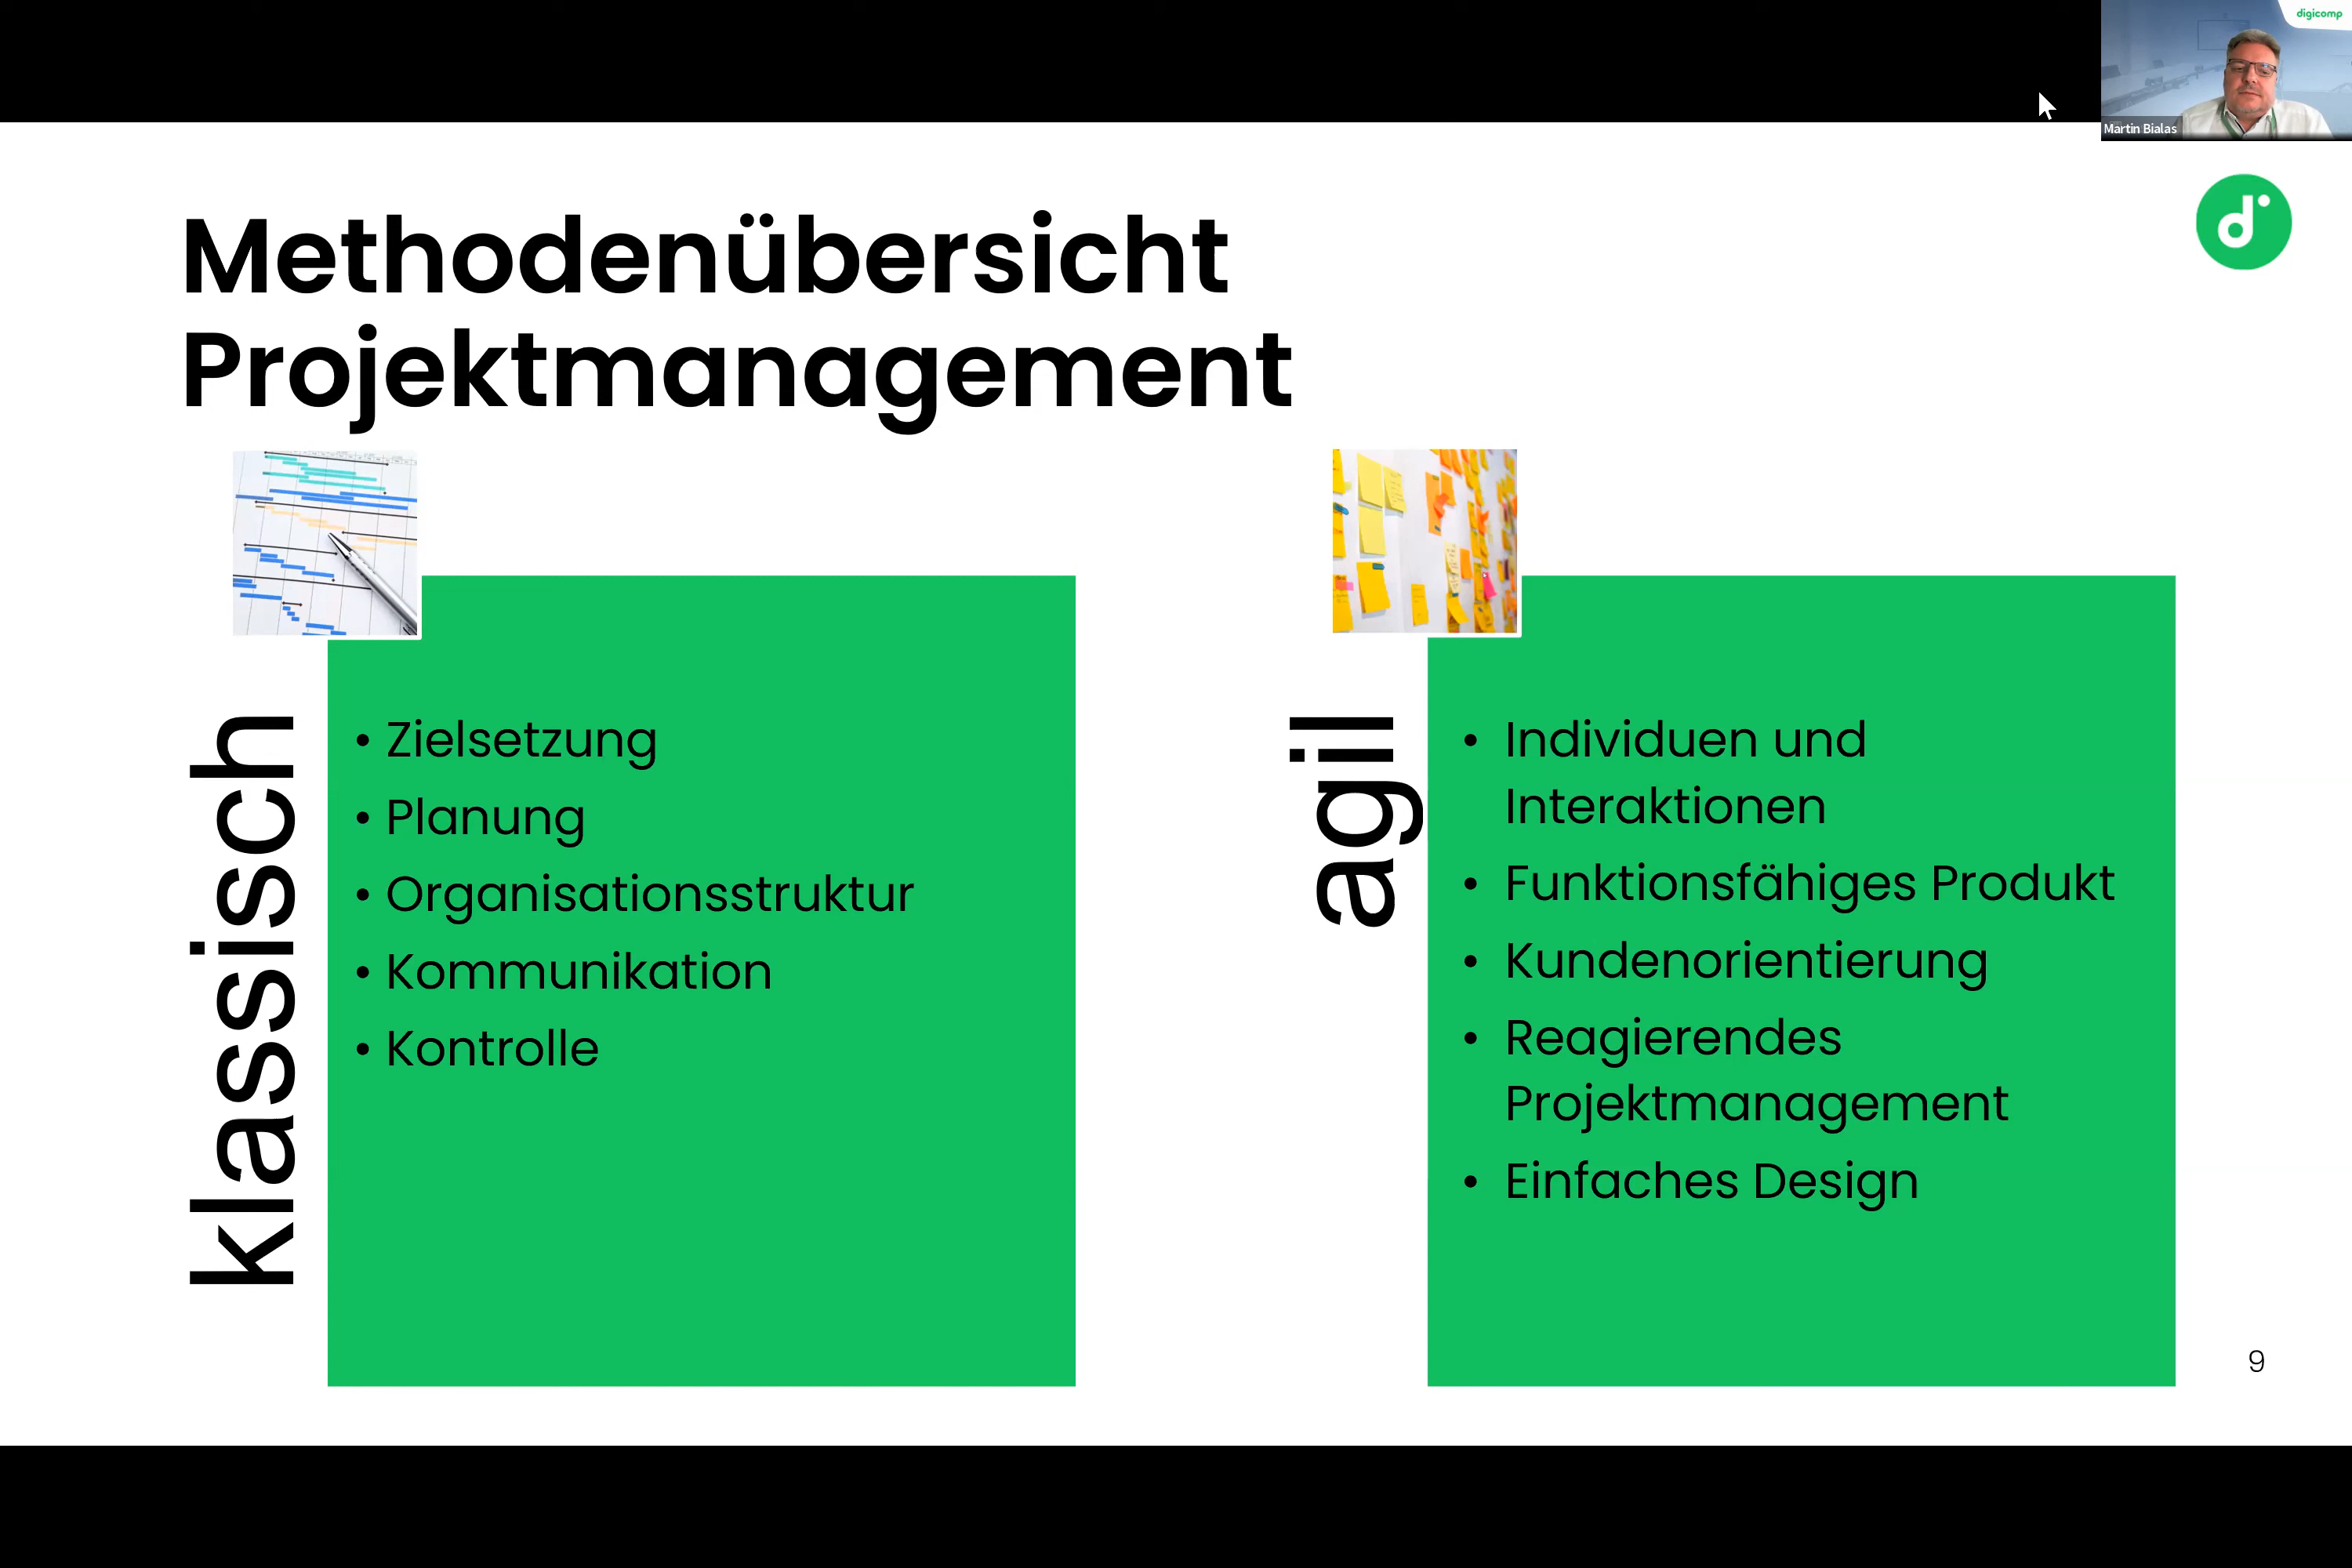 digicomp
Martin Bialas
Methodenübersicht
Projektmanagement
klassisch
• Zielsetzung
• Planung
• Organisationsstruktur
• Kommunikation
• Kontrolle
agil
• Individuen und
Interaktionen
• Funktionsfähiges Produkt
• Kundenorientierung
• Reagierendes
Projektmanagement
• Einfaches Design
9